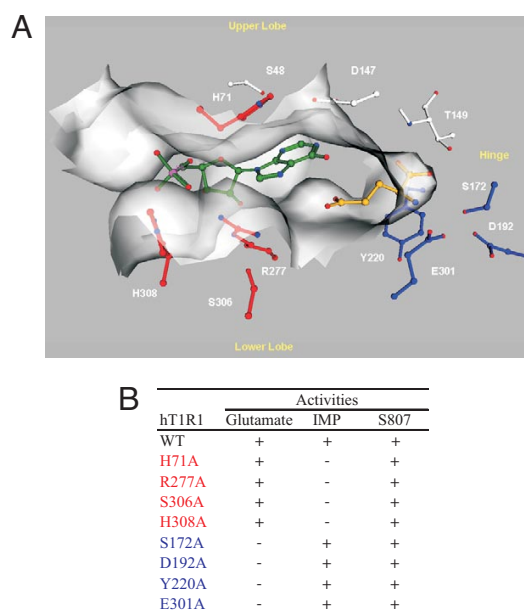 A
Upper Lobe
S48
D147
H71
T149
Hinge
S172
D192
Y220
E301
R277
H308
S306
Lower Lobe
B
Activities
hT1R1 Glutamate IMP S807
WT + + +
H71A + - +
R277A + - +
S306A + - +
H308A + - +
S172A - + +
D192A - + +
Y220A - + +
E301A - + +